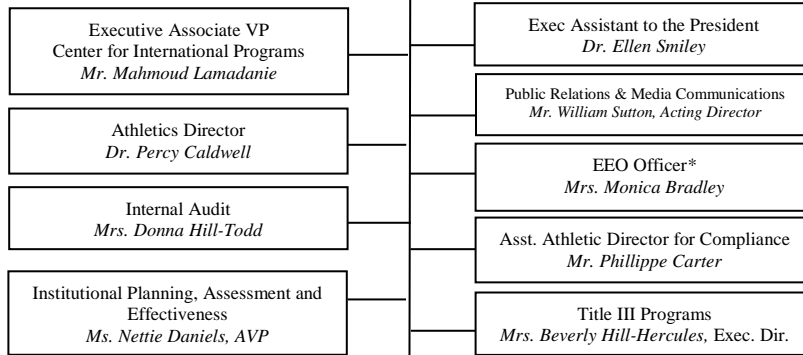 Executive Associate VP
Center for International Programs
Mr. Mahmoud Lamadanie
Athletics Director
Dr. Percy Caldwell
Internal Audit
Mrs. Donna Hill-Todd
Institutional Planning, Assessment and
Effectiveness
Ms. Nettie Daniels, AVP
Exec Assistant to the President
Dr. Ellen Smiley
Public Relations & Media Communications
Mr. William Sutton, Acting Director
EEO Officer*
Mrs. Monica Bradley
Asst. Athletic Director for Compliance
Mr. Phillippe Carter
Title III Programs
Mrs. Beverly Hill-Hercules, Exec. Dir.